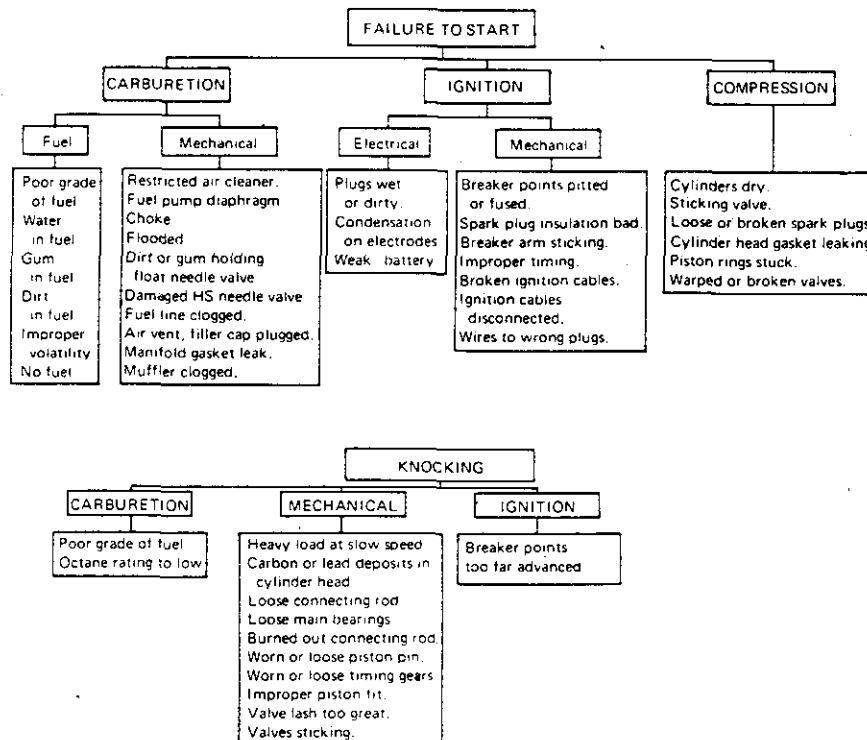 FAILURE TO START
CARBURETION
IGNITION
COMPRESSION
Fuel
Mechanical
Electrical
Mechanical
Poor grade
of fuel
Water
in fuel
Gum
in fuel
Dirt
in fuel
Improper
volatility
No fuel
Restricted air cleaner.
Fuel pump diaphragm
Choke
Flooded
Dirt or gum holding
float needle valve
Damaged HS needle valve
Fuel line clogged.
Air vent, filler cap plugged.
Manifold gasket leak.
Muffler clogged.
Plugs wet
or dirty.
Condensation
on electrodes
Weak battery
Breaker points pitted
or fused.
Spark plug insulation bad.
Breaker arm sticking.
Improper timing.
Broken ignition cables.
Ignition cables
disconnected.
Wires to wrong plugs.
Cylinders dry.
Sticking valve.
Loose or broken spark plugs
Cylinder head gasket leaking
Piston rings stuck.
Warped or broken valves.
KNOCKING
CARBURETION
MECHANICAL
IGNITION
Poor grade of fuel
Octane rating to low
Heavy load at slow speed
Carbon or lead deposits in
cylinder head
Loose connecting rod
Loose main bearings
Burned out connecting rod.
Worn or loose piston pin.
Worn or loose timing gears
Improper piston fit.
Valve lash too great.
Valves sticking.
Breaker points
too far advanced